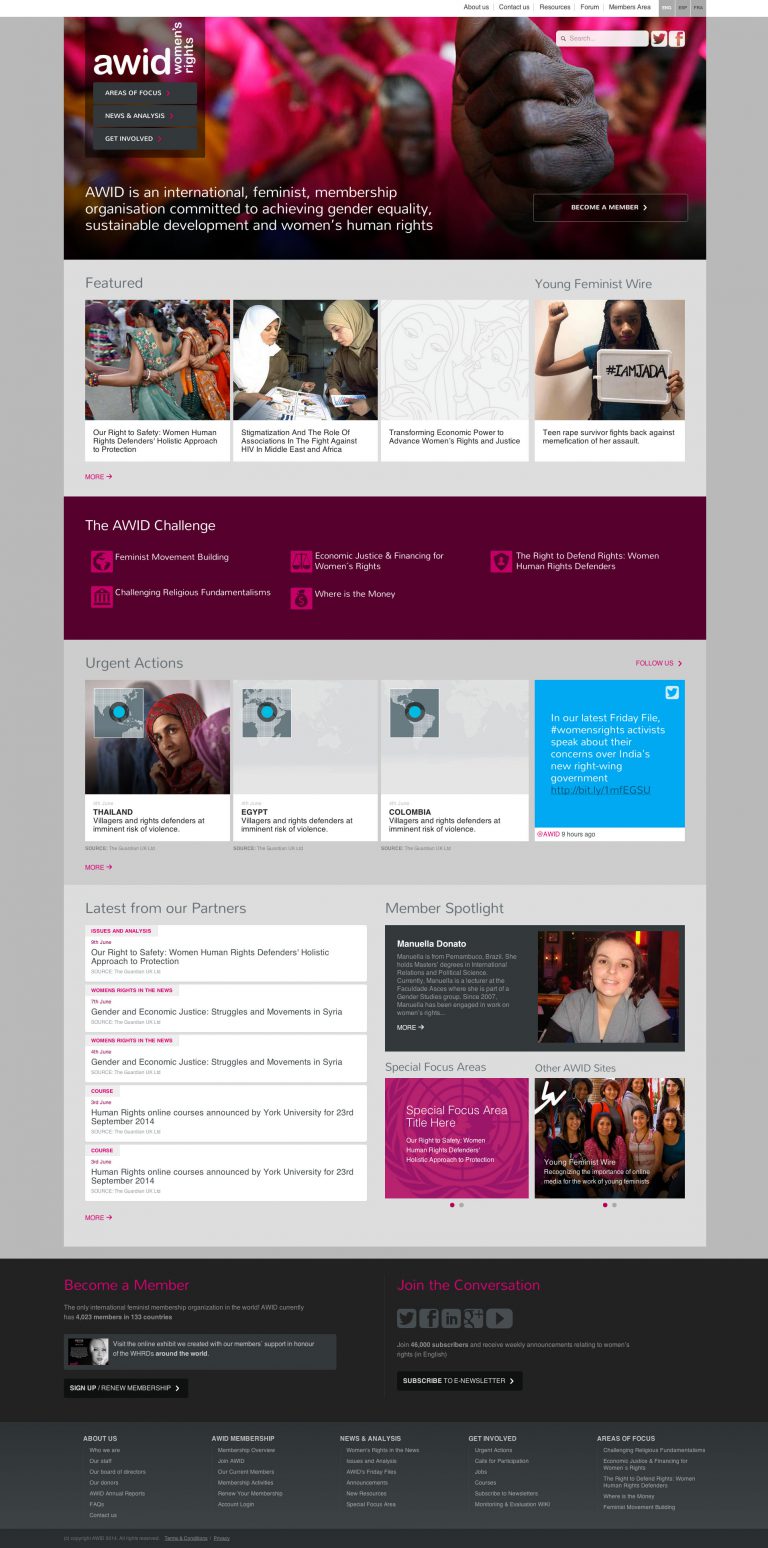 About us
Contact us
Resources
Forum
Members Area
ENG
ESP
FRA
awid women's rights
Search...
AREAS OF FOCUS
NEWS & ANALYSIS
GET INVOLVED
AWID is an international, feminist, membership
organisation committed to achieving gender equality,
sustainable development and women's human rights
BECOME A MEMBER
Featured
Young Feminist Wire
#IAMJADA
Our Right to Safety: Women Human
Rights Defenders' Holistic Approach
to Protection
Stigmatization And The Role Of
Associations In The Fight Against
HIV In Middle East and Africa
Transforming Economic Power to
Advance Women's Rights and Justice
Teen rape survivor fights back against
memefication of her assault.
MORE
The AWID Challenge
Feminist Movement Building
Economic Justice & Financing for
Women's Rights
The Right to Defend Rights: Women
Human Rights Defenders
Challenging Religious Fundamentalisms
Where is the Money
Urgent Actions
FOLLOW US
4th June
THAILAND
Villagers and rights defenders at
imminent risk of violence.
SOURCE: The Guardian UK Ltd
4th June
EGYPT
Villagers and rights defenders at
imminent risk of violence.
SOURCE: The Guardian UK Ltd
4th June
COLOMBIA
Villagers and rights defenders at
imminent risk of violence.
SOURCE: The Guardian UK Ltd
In our latest Friday File,
#womensrights activists
speak about their
concerns over India's
new right-wing
government
http://bit.ly/1mfEGSU
@AWID 9 hours ago
MORE
Latest from our Partners
ISSUES AND ANALYSIS
9th June
Our Right to Safety: Women Human Rights Defenders' Holistic
Approach to Protection
SOURCE: The Guardian UK Ltd
WOMENS RIGHTS IN THE NEWS
7th June
Gender and Economic Justice: Struggles and Movements in Syria
SOURCE: The Guardian UK Ltd
WOMENS RIGHTS IN THE NEWS
4th June
Gender and Economic Justice: Struggles and Movements in Syria
SOURCE: The Guardian UK Ltd
COURSE
3rd June
Human Rights online courses announced by York University for 23rd
September 2014
SOURCE: The Guardian UK Ltd
COURSE
3rd June
Human Rights online courses announced by York University for 23rd
September 2014
SOURCE: The Guardian UK Ltd
MORE
Member Spotlight
Manuella Donato
Manuella is from Pernambuco, Brazil. She
holds Masters' degrees in International
Relations and Political Science.
Currently, Manuella is a lecturer at the
Faculdade Asces where she is part of a
Gender Studies group. Since 2007,
Manuella has been engaged in work on
women's rights...
MORE
Special Focus Areas
Special Focus Area
Title Here
Our Right to Safety: Women
Human Rights Defenders'
Holistic Approach to Protection
Other AWID Sites
Young Feminist Wire
Recognizing the importance of online
media for the work of young feminists
Become a Member
The only international feminist membership organization in the world! AWID currently
has 4,023 members in 133 countries
Visit the online exhibit we created with our members' support in honour
of the WHRDs around the world.
SIGN UP / RENEW MEMBERSHIP
Join the Conversation
Join 46,000 subscribers and receive weekly announcements relating to women's
rights (in English)
SUBSCRIBE TO E-NEWSLETTER
ABOUT US
Who we are
Our staff
Our board of directors
Our donors
AWID Annual Reports
FAQs
Contact us
AWID MEMBERSHIP
Membership Overview
Join AWID
Our Current Members
Membership Activities
Renew Your Membership
Account Login
NEWS & ANALYSIS
Women's Rights in the News
Issues and Analysis
AWID's Friday Files
Announcements
New Resources
Special Focus Area
GET INVOLVED
Urgent Actions
Calls for Participation
Jobs
Courses
Subscribe to Newsletters
Monitoring & Evaluation WIKI
AREAS OF FOCUS
Challenging Religious Fundamentalisms
Economic Justice & Financing for
Women's Rights
The Right to Defend Rights: Women
Human Rights Defenders
Where is the Money
Feminist Movement Building
(c) copyright AWID 2014. All rights reserved.
Terms & Conditions | Privacy